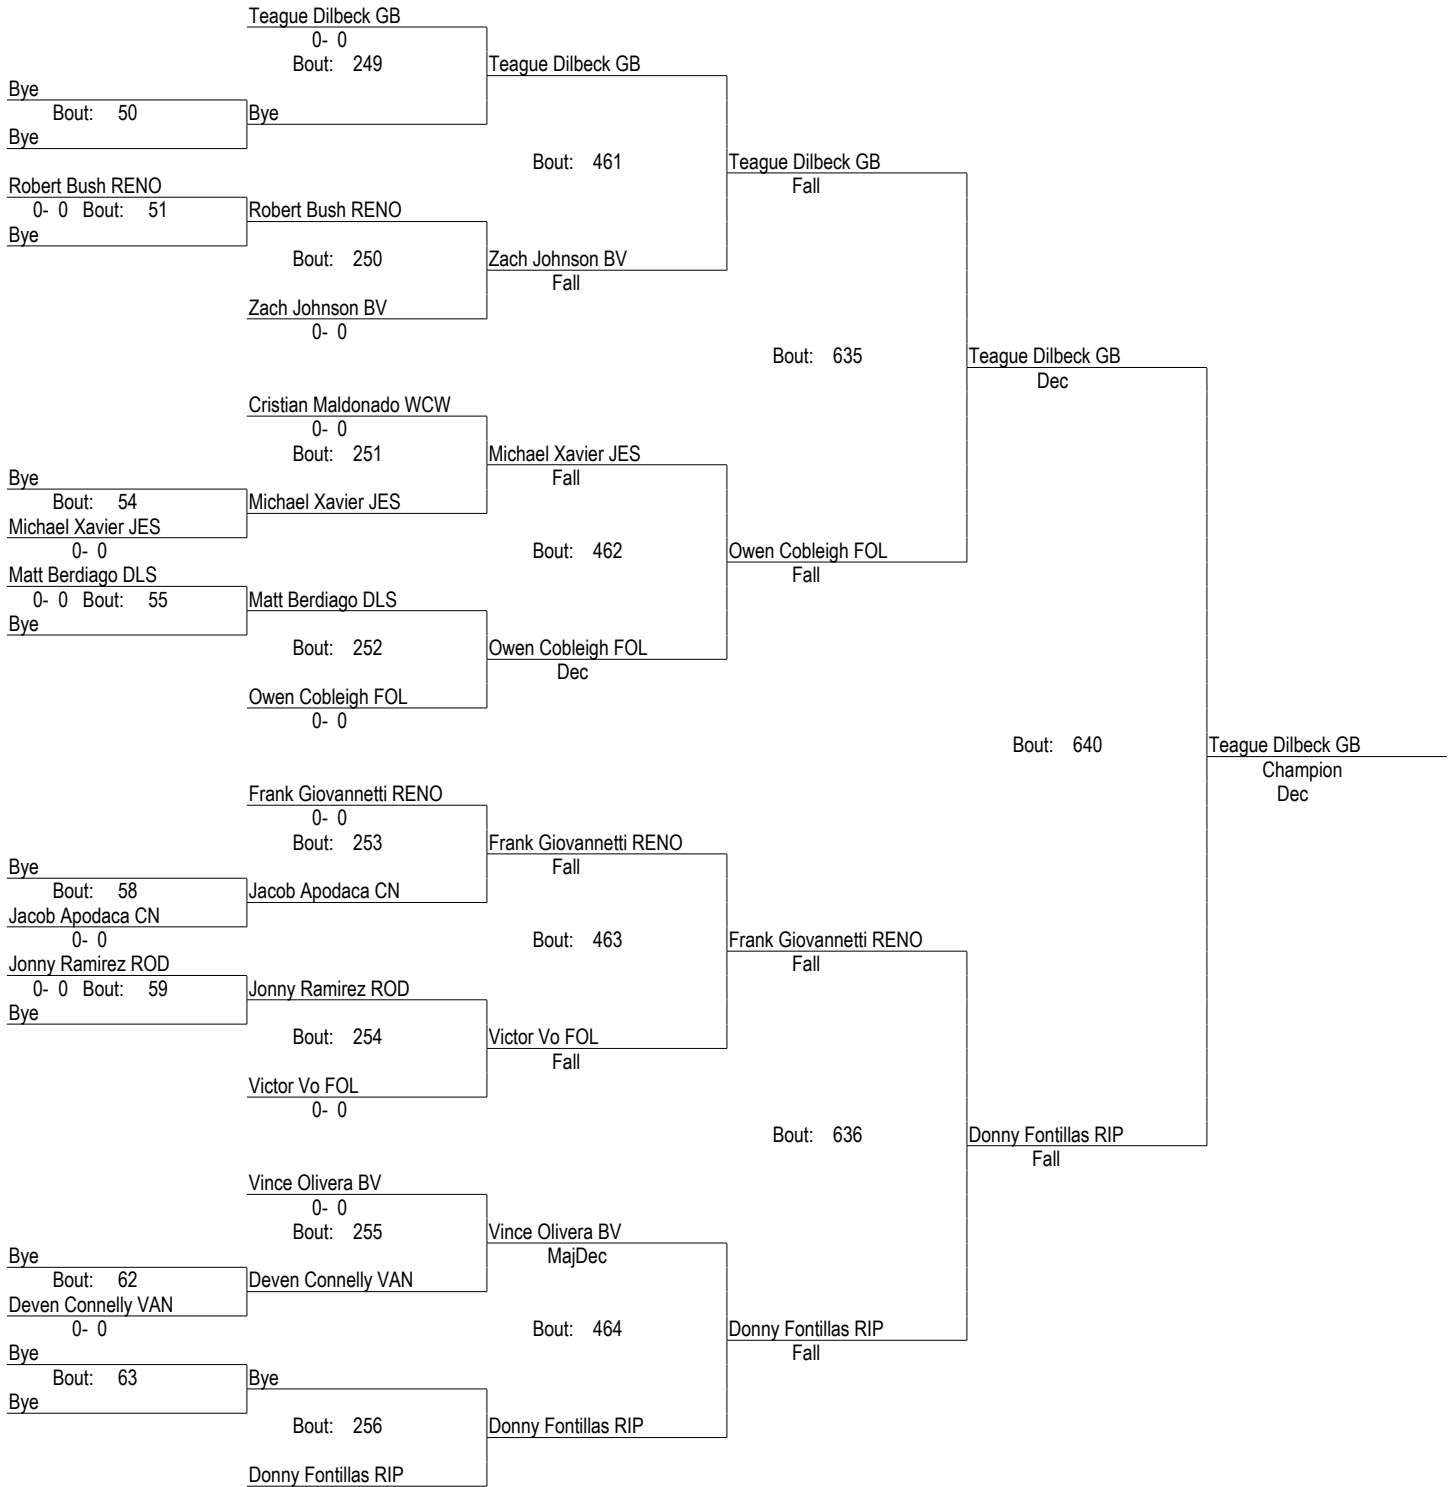 Teague Dilbeck GB
0- 0
Bout: 249
Teague Dilbeck GB
Bye
Bout: 50
Bye
Bye
Bout: 461
Teague Dilbeck GB
Fall
Robert Bush RENO
0- 0 Bout: 51
Robert Bush RENO
Bye
Bout: 250
Zach Johnson BV
Fall
Zach Johnson BV
0- 0
Bout: 635
Teague Dilbeck GB
Dec
Cristian Maldonado WCW
0- 0
Bout: 251
Michael Xavier JES
Fall
Bye
Bout: 54
Michael Xavier JES
Michael Xavier JES
0- 0
Bout: 462
Owen Cobleigh FOL
Fall
Matt Berdiago DLS
0- 0 Bout: 55
Matt Berdiago DLS
Bye
Bout: 252
Owen Cobleigh FOL
Dec
Owen Cobleigh FOL
0- 0
Bout: 640
Teague Dilbeck GB
Champion
Dec
Frank Giovannetti RENO
0- 0
Bout: 253
Frank Giovannetti RENO
Fall
Bye
Bout: 58
Jacob Apodaca CN
Jacob Apodaca CN
0- 0
Bout: 463
Frank Giovannetti RENO
Fall
Jonny Ramirez ROD
0- 0 Bout: 59
Jonny Ramirez ROD
Bye
Bout: 254
Victor Vo FOL
Fall
Victor Vo FOL
0- 0
Bout: 636
Donny Fontillas RIP
Fall
Vince Olivera BV
0- 0
Bout: 255
Vince Olivera BV
MajDec
Bye
Bout: 62
Deven Connelly VAN
Deven Connelly VAN
0- 0
Bout: 464
Donny Fontillas RIP
Fall
Bye
Bout: 63
Bye
Bye
Bout: 256
Donny Fontillas RIP
Donny Fontillas RIP